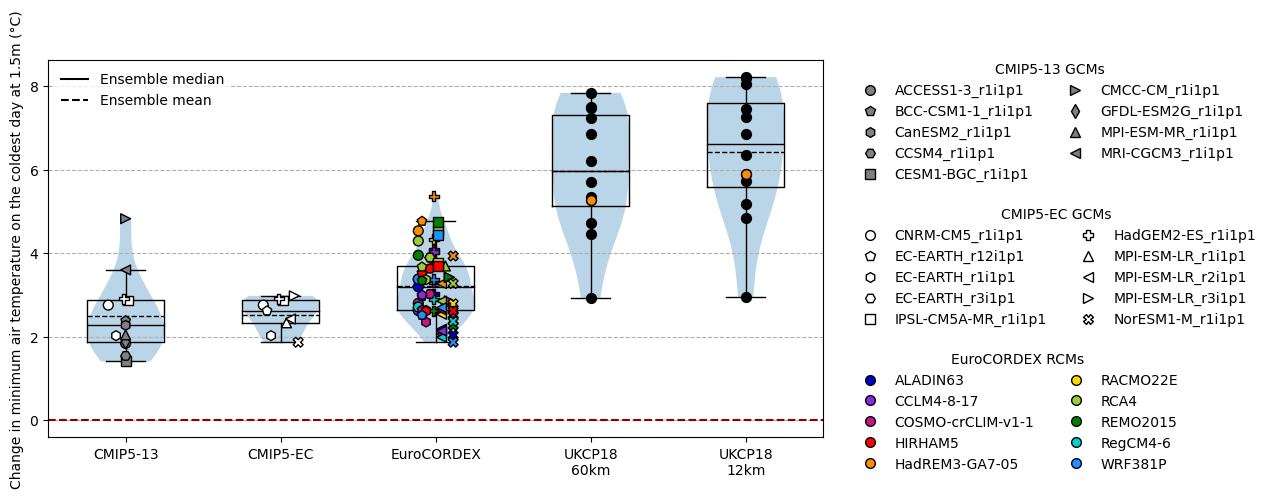 Change in minimum air temperature on the coldest day at 1.5m (°C)
8
6
4
2
0
Ensemble median
Ensemble mean
CMIP5-13
CMIP5-EC
EuroCORDEX
UKCP18
60km
UKCP18
12km
CMIP5-13 GCMs
ACCESS1-3_r1i1p1
BCC-CSM1-1_r1i1p1
CanESM2_r1i1p1
CCSM4_r1i1p1
CESM1-BGC_r1i1p1
CMCC-CM_r1i1p1
GFDL-ESM2G_r1i1p1
MPI-ESM-MR_r1i1p1
MRI-CGCM3_r1i1p1
CMIP5-EC GCMs
CNRM-CM5_r1i1p1
EC-EARTH_r12i1p1
EC-EARTH_r1i1p1
EC-EARTH_r3i1p1
IPSL-CM5A-MR_r1i1p1
HadGEM2-ES_r1i1p1
MPI-ESM-LR_r1i1p1
MPI-ESM-LR_r2i1p1
MPI-ESM-LR_r3i1p1
NorESM1-M_r1i1p1
EuroCORDEX RCMs
ALADIN63
CCLM4-8-17
COSMO-crCLIM-v1-1
HIRHAM5
HadREM3-GA7-05
RACMO22E
RCA4
REMO2015
RegCM4-6
WRF381P